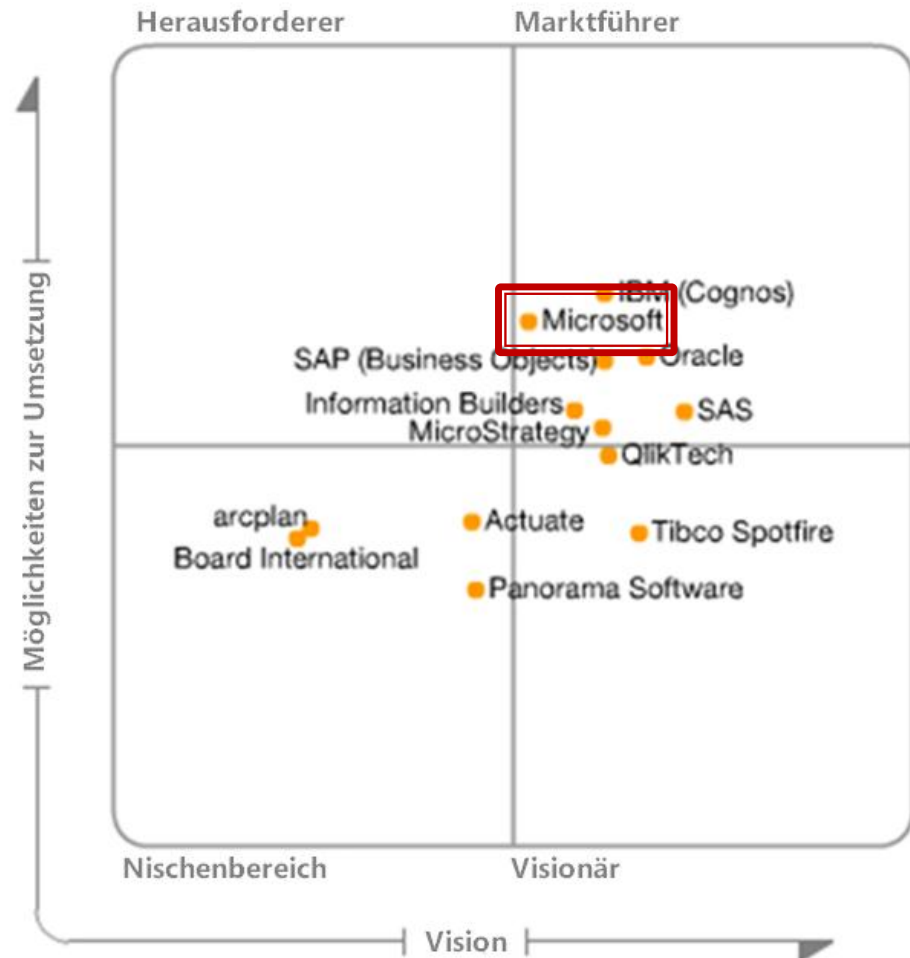 Herausforderer
Marktführer
Möglichkeiten zur Umsetzung
IBM (Cognos)
Microsoft
SAP (Business Objects)
Oracle
Information Builders
SAS
MicroStrategy
QlikTech
arcplan
Actuate
Tibco Spotfire
Board International
Panorama Software
Nischenbereich
Visionär
Vision